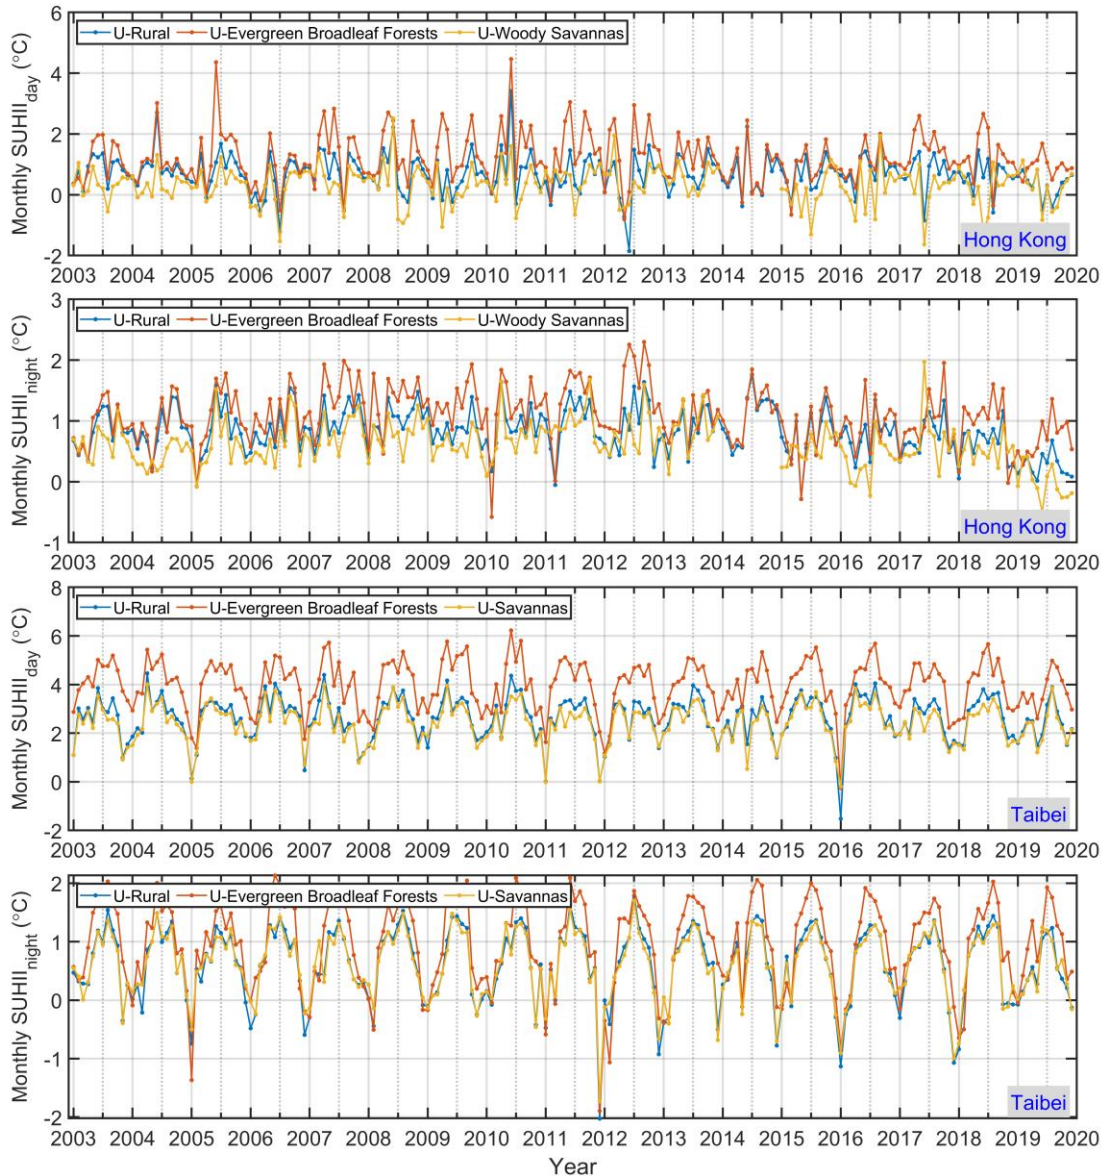 6
4
2
0
-2
Monthly SUHII_day (°C)
U-Rural U-Evergreen Broadleaf Forests U-Woody Savannas
Hong Kong
2003 2004 2005 2006 2007 2008 2009 2010 2011 2012 2013 2014 2015 2016 2017 2018 2019 2020
3
2
1
0
-1
Monthly SUHII_night (°C)
U-Rural U-Evergreen Broadleaf Forests U-Woody Savannas
Hong Kong
2003 2004 2005 2006 2007 2008 2009 2010 2011 2012 2013 2014 2015 2016 2017 2018 2019 2020
8
6
4
2
0
-2
Monthly SUHII_day (°C)
U-Rural U-Evergreen Broadleaf Forests U-Savannas
Taibei
2003 2004 2005 2006 2007 2008 2009 2010 2011 2012 2013 2014 2015 2016 2017 2018 2019 2020
2
1
0
-1
-2
Monthly SUHII_night (°C)
U-Rural U-Evergreen Broadleaf Forests U-Savannas
Taibei
2003 2004 2005 2006 2007 2008 2009 2010 2011 2012 2013 2014 2015 2016 2017 2018 2019 2020
Year